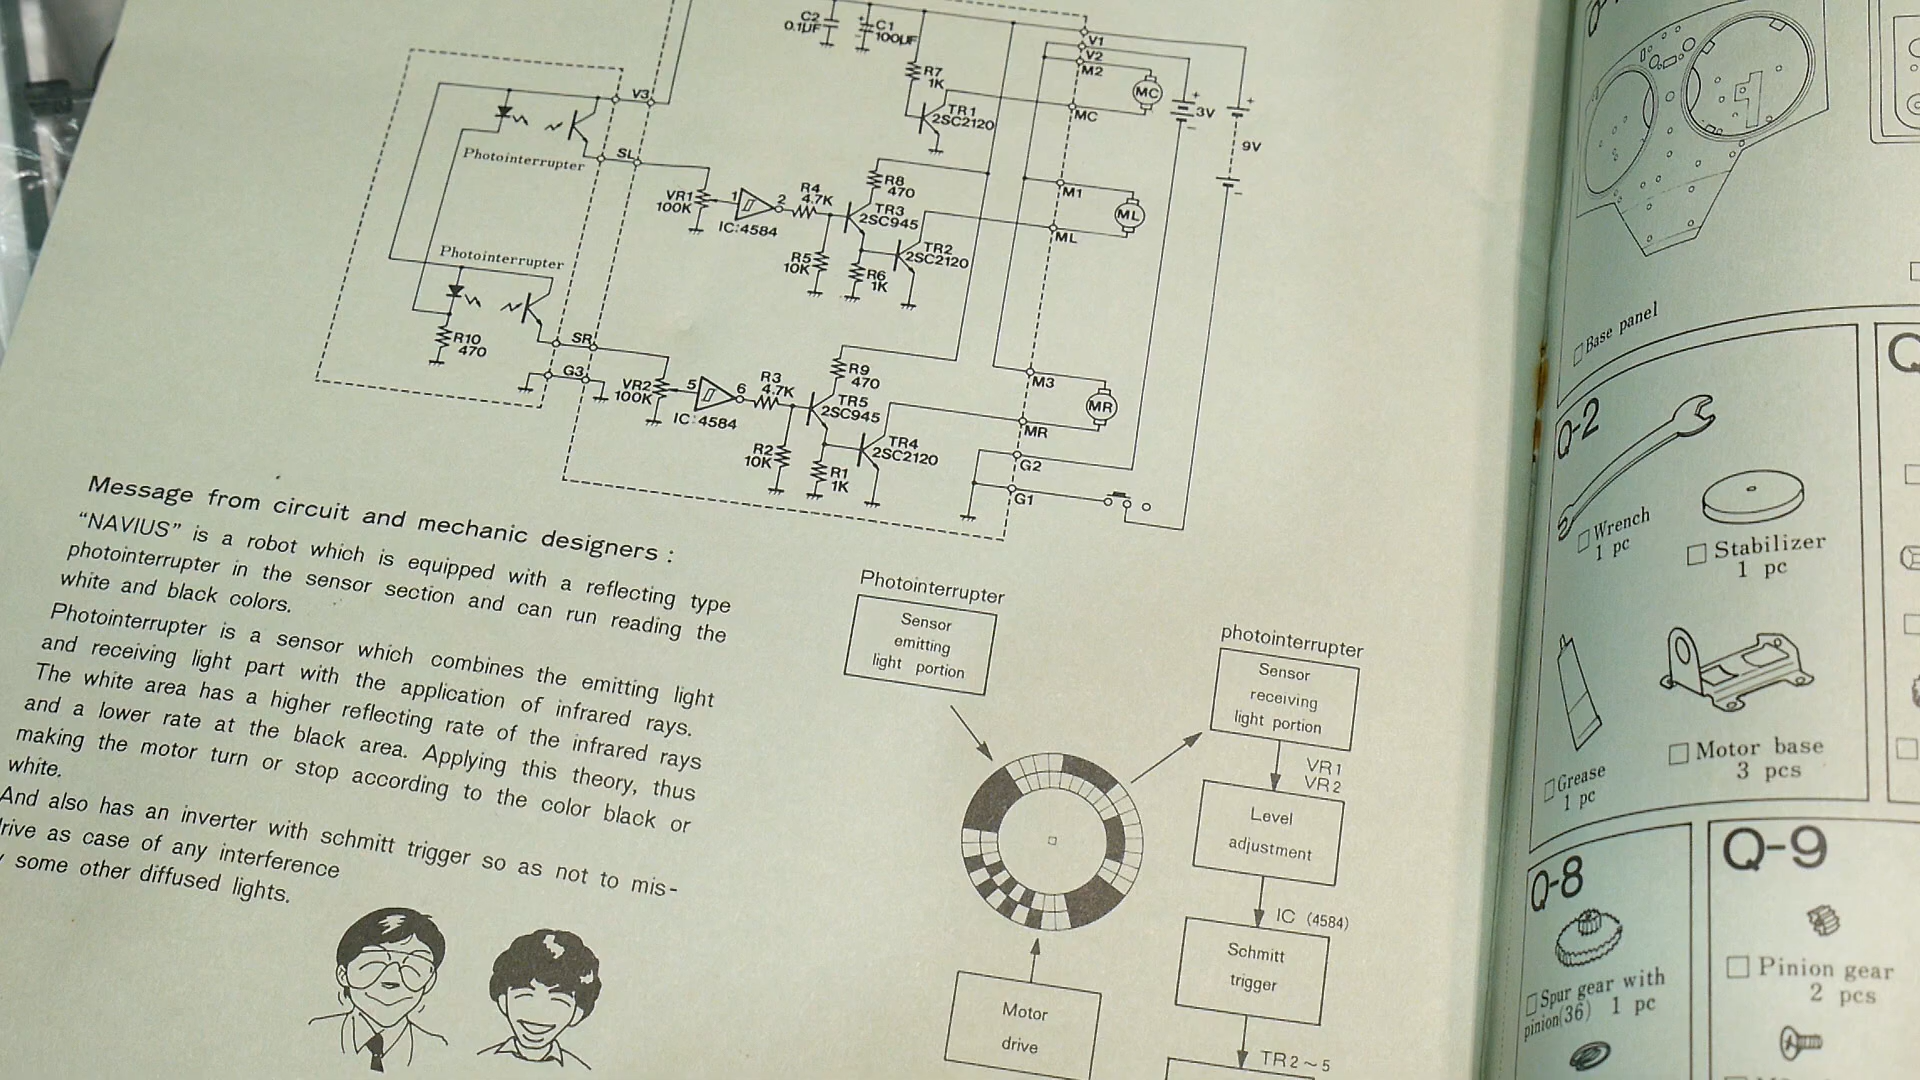 C2
0.1µF
C1
100µF
R7
1K
TR1
2SC2120
V1
V2
M2
MC
MC
3V
9V
V3
SL
Photointerrupter
VR1
100K
1
2
IC:4584
R4
4.7K
R5
10K
R8
470
TR3
2SC945
R6
1K
TR2
2SC2120
M1
ML
ML
Photointerrupter
R10
470
SR
G3
VR2
100K
5
6
IC:4584
R3
4.7K
R2
10K
R9
470
TR5
2SC945
R1
1K
TR4
2SC2120
M3
MR
MR
G2
G1
Message from circuit and mechanic designers :
“NAVIUS” is a robot which is equipped with a reflecting type
photointerrupter in the sensor section and can run reading the
white and black colors.
Photointerrupter is a sensor which combines the emitting light
and receiving light part with the application of infrared rays.
The white area has a higher reflecting rate of the infrared rays
and a lower rate at the black area. Applying this theory, thus
making the motor turn or stop according to the color black or
white.
And also has an inverter with schmitt trigger so as not to mis-
drive as case of any interference
some other diffused lights.
Photointerrupter
Sensor
emitting
light portion
photointerrupter
Sensor
receiving
light portion
VR1
VR2
Level
adjustment
IC (4584)
Schmitt
trigger
TR2~5
Motor
drive
Base panel
Q-2
Wrench
1 pc
Stabilizer
1 pc
Grease
1 pc
Motor base
3 pcs
Q-8
Spur gear with
pinion(36) 1 pc
Q-9
Pinion gear
2 pcs